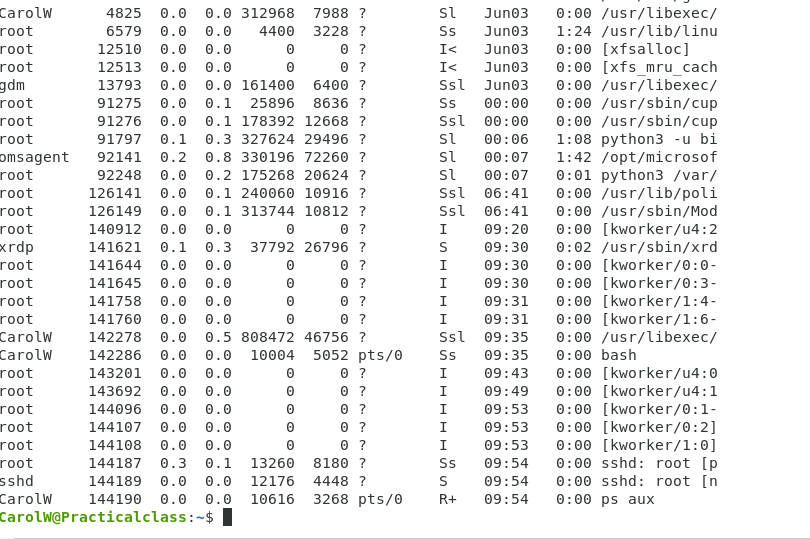 CarolW 4825 0.0 0.0 312968 7988 ? Sl Jun03 0:00 /usr/libexec/
root 6579 0.0 0.0 4400 3228 ? Ss Jun03 1:24 /usr/lib/linu
root 12510 0.0 0.0 0 0 ? I< Jun03 0:00 [xfsalloc]
root 12513 0.0 0.0 0 0 ? I< Jun03 0:00 [xfs_mru_cach
gdm 13793 0.0 0.0 161400 6400 ? Ssl Jun03 0:00 /usr/libexec/
root 91275 0.0 0.1 25896 8636 ? Ss 00:00 0:00 /usr/sbin/cup
root 91276 0.0 0.1 178392 12668 ? Ssl 00:00 0:00 /usr/sbin/cup
root 91797 0.1 0.3 327624 29496 ? Sl 00:06 1:08 python3 -u bi
omsagent 92141 0.2 0.8 330196 72260 ? Sl 00:07 1:42 /opt/microsof
root 92248 0.0 0.2 175268 20624 ? Sl 00:07 0:01 python3 /var/
root 126141 0.0 0.1 240060 10916 ? Ssl 06:41 0:00 /usr/lib/poli
root 126149 0.0 0.1 313744 10812 ? Ssl 06:41 0:00 /usr/sbin/Mod
root 140912 0.0 0.0 0 0 ? I 09:20 0:00 [kworker/u4:2
xrdp 141621 0.1 0.3 37792 26796 ? S 09:30 0:02 /usr/sbin/xrd
root 141644 0.0 0.0 0 0 ? I 09:30 0:00 [kworker/0:0-
root 141645 0.0 0.0 0 0 ? I 09:30 0:00 [kworker/0:3-
root 141758 0.0 0.0 0 0 ? I 09:31 0:00 [kworker/1:4-
root 141760 0.0 0.0 0 0 ? I 09:31 0:00 [kworker/1:6-
CarolW 142278 0.0 0.5 808472 46756 ? Ssl 09:35 0:00 /usr/libexec/
CarolW 142286 0.0 0.0 10004 5052 pts/0 Ss 09:35 0:00 bash
root 143201 0.0 0.0 0 0 ? I 09:43 0:00 [kworker/u4:0
root 143692 0.0 0.0 0 0 ? I 09:49 0:00 [kworker/u4:1
root 144096 0.0 0.0 0 0 ? I 09:53 0:00 [kworker/0:1-
root 144107 0.0 0.0 0 0 ? I 09:53 0:00 [kworker/0:2]
root 144108 0.0 0.0 0 0 ? I 09:53 0:00 [kworker/1:0]
root 144187 0.3 0.1 13260 8180 ? Ss 09:54 0:00 sshd: root [p
sshd 144189 0.0 0.0 12176 4448 ? S 09:54 0:00 sshd: root [n
CarolW 144190 0.0 0.0 10616 3268 pts/0 R+ 09:54 0:00 ps aux
CarolW@Practicalclass:~$